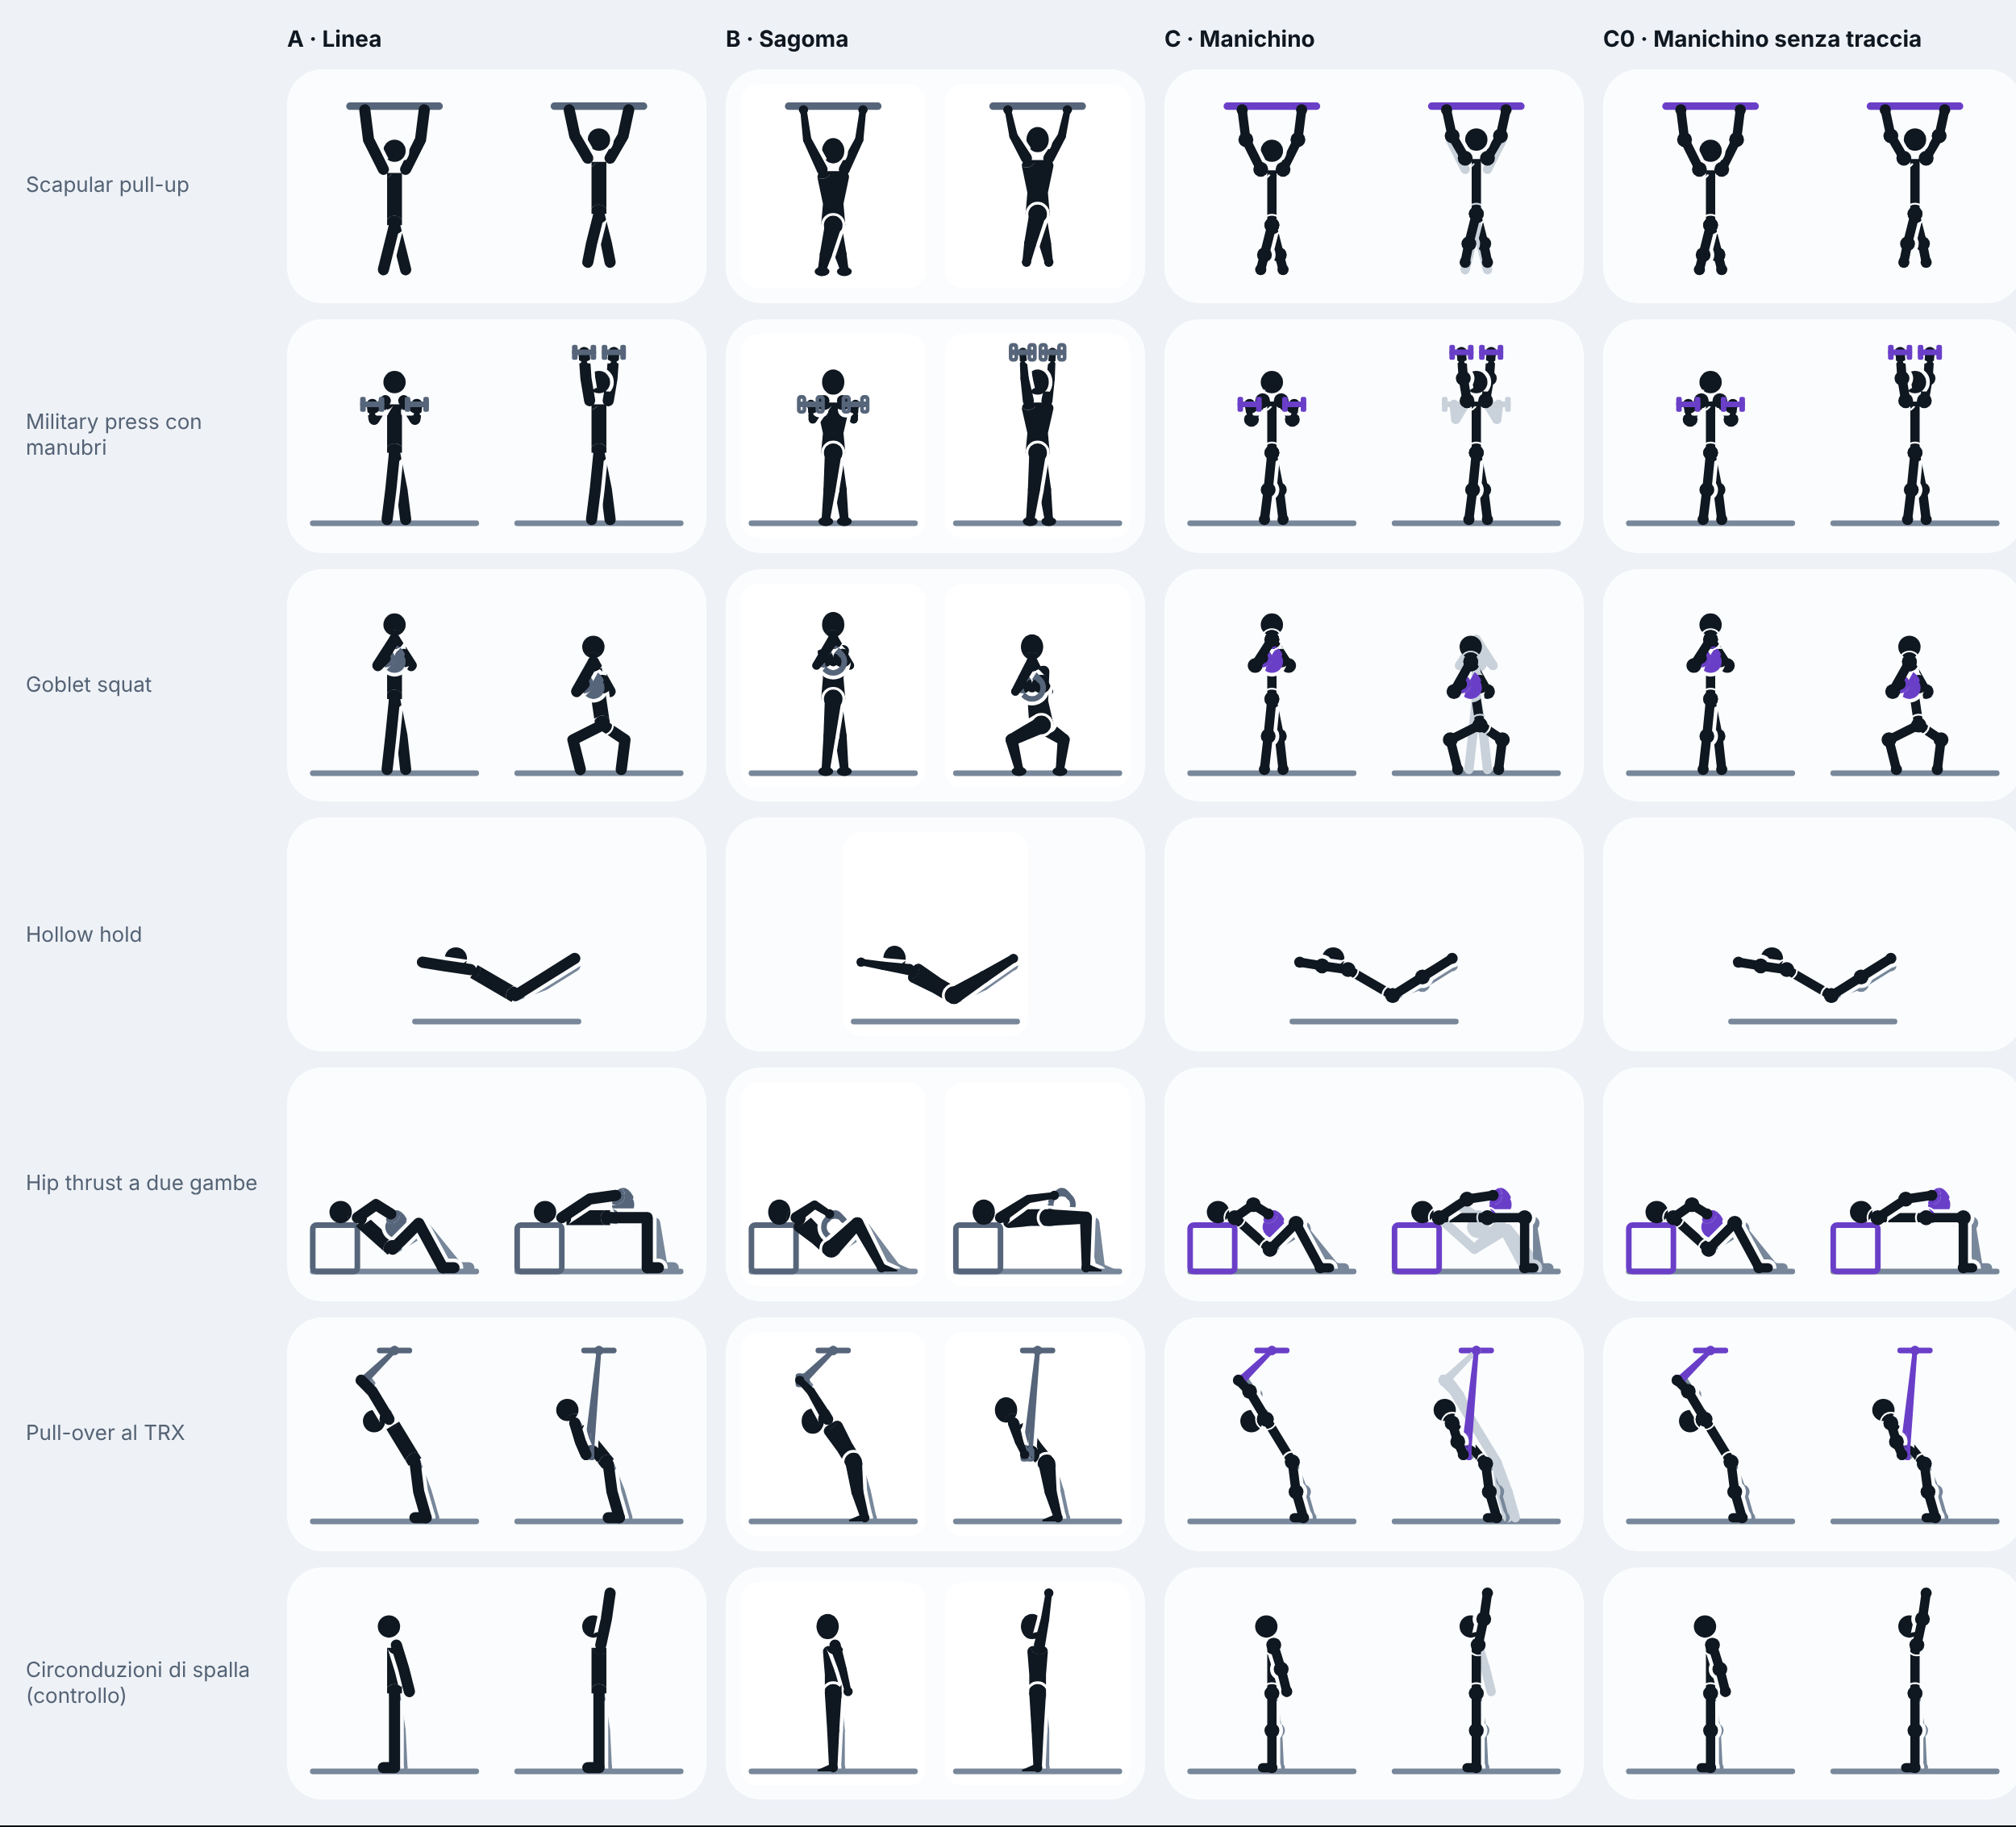 A · Linea
B · Sagoma
C · Manichino
C0 · Manichino senza traccia
Scapular pull-up
Military press con
manubri
Goblet squat
Hollow hold
Hip thrust a due gambe
Pull-over al TRX
Circonduzioni di spalla
(controllo)